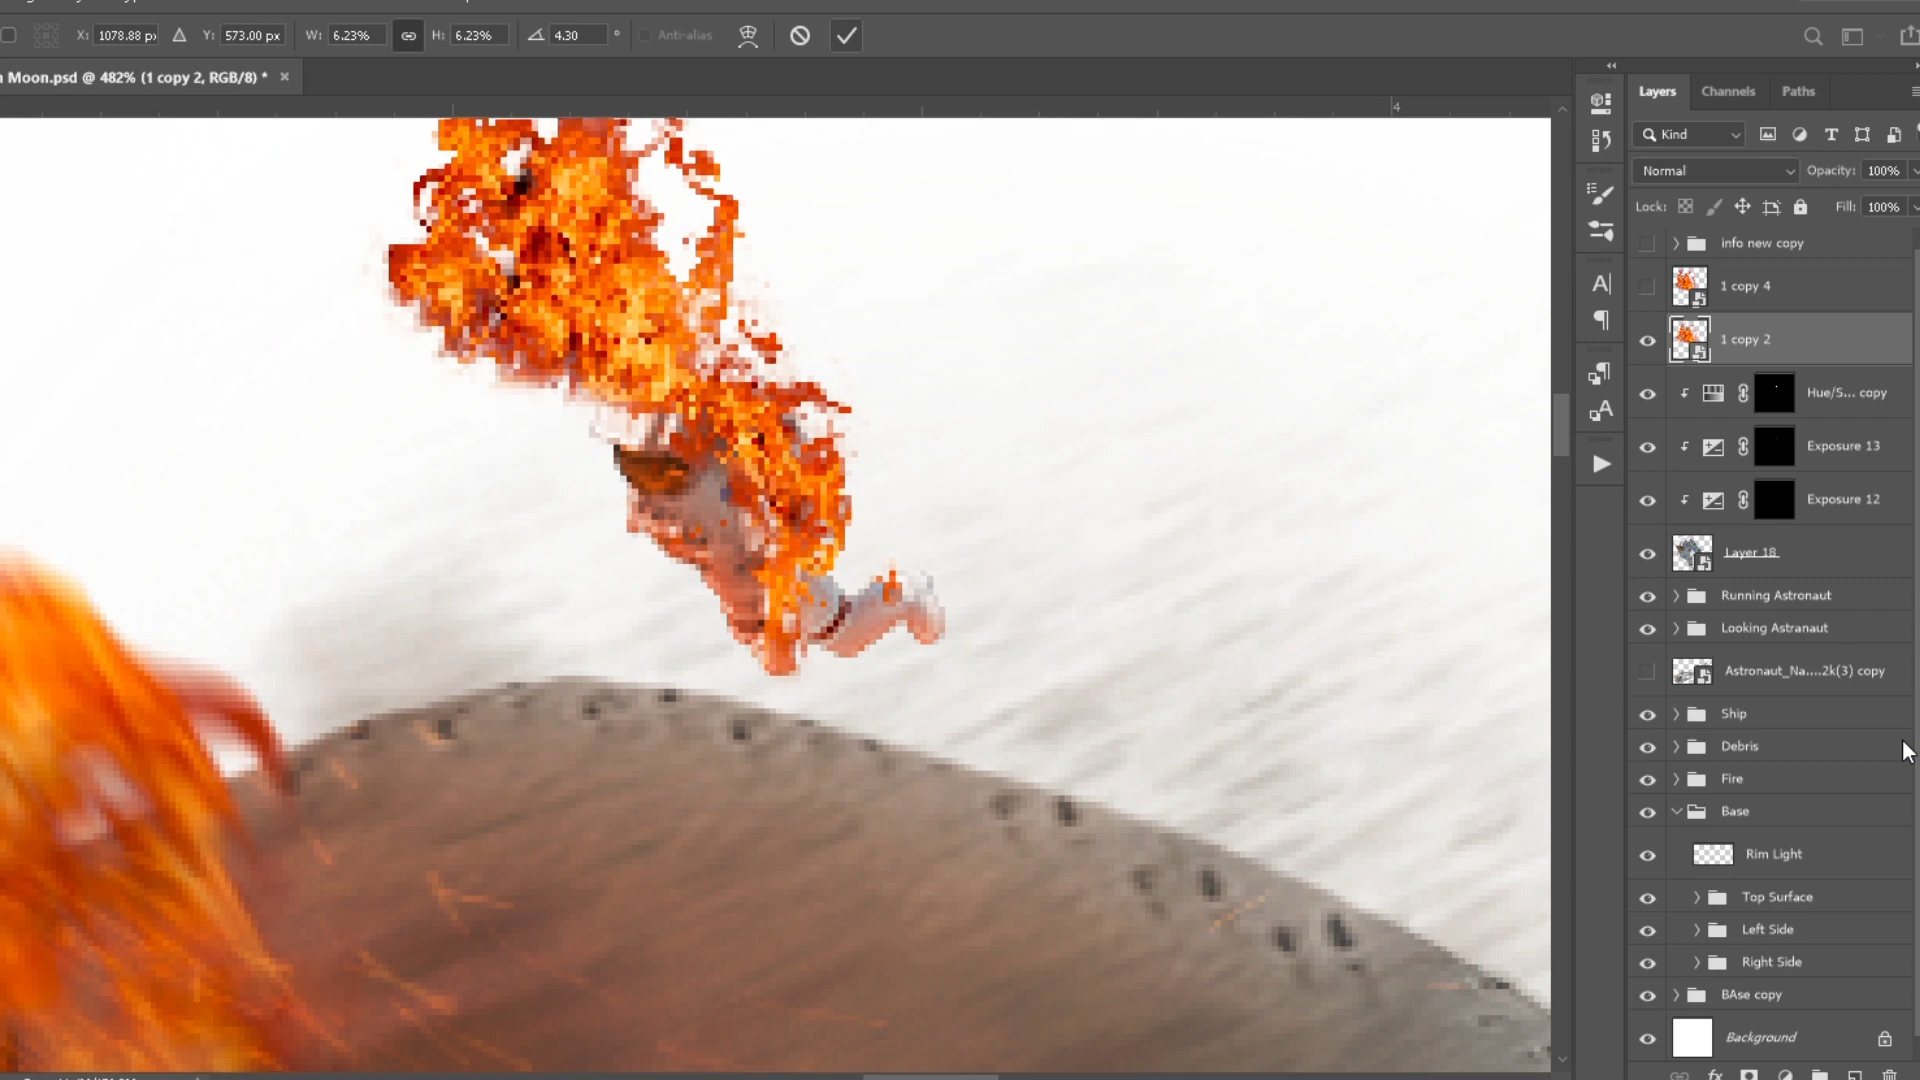 X: 1078.88 px Y: 573.00 px W: 6.23% H: 6.23% 4.30 ° Anti-alias
Moon.psd @ 482% (1 copy 2, RGB/8) * ×
4
Layers Channels Paths
Kind
Normal Opacity: 100%
Lock: Fill: 100%
info new copy
1 copy 4
1 copy 2
Hue/S... copy
Exposure 13
Exposure 12
Layer 18
Running Astronaut
Looking Astranaut
Astronaut_Na....2k(3) copy
Ship
Debris
Fire
Base
Rim Light
Top Surface
Left Side
Right Side
BAse copy
Background
fx